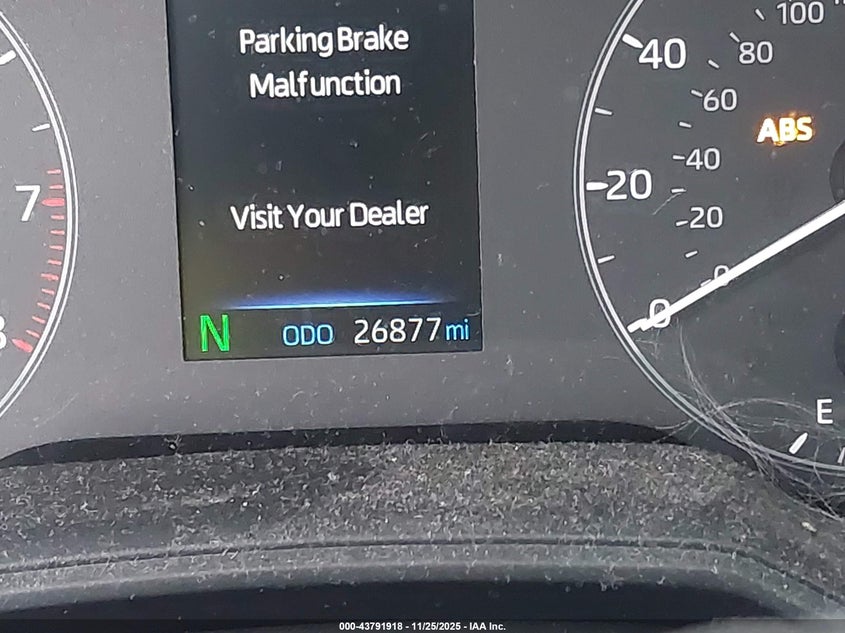 Parking Brake
Malfunction
Visit Your Dealer
N ODO 26877 mi
7
100
80
60
40
20
0
40
20
0
ABS
E
000-43791918 - 11/25/2025 - IAA Inc.